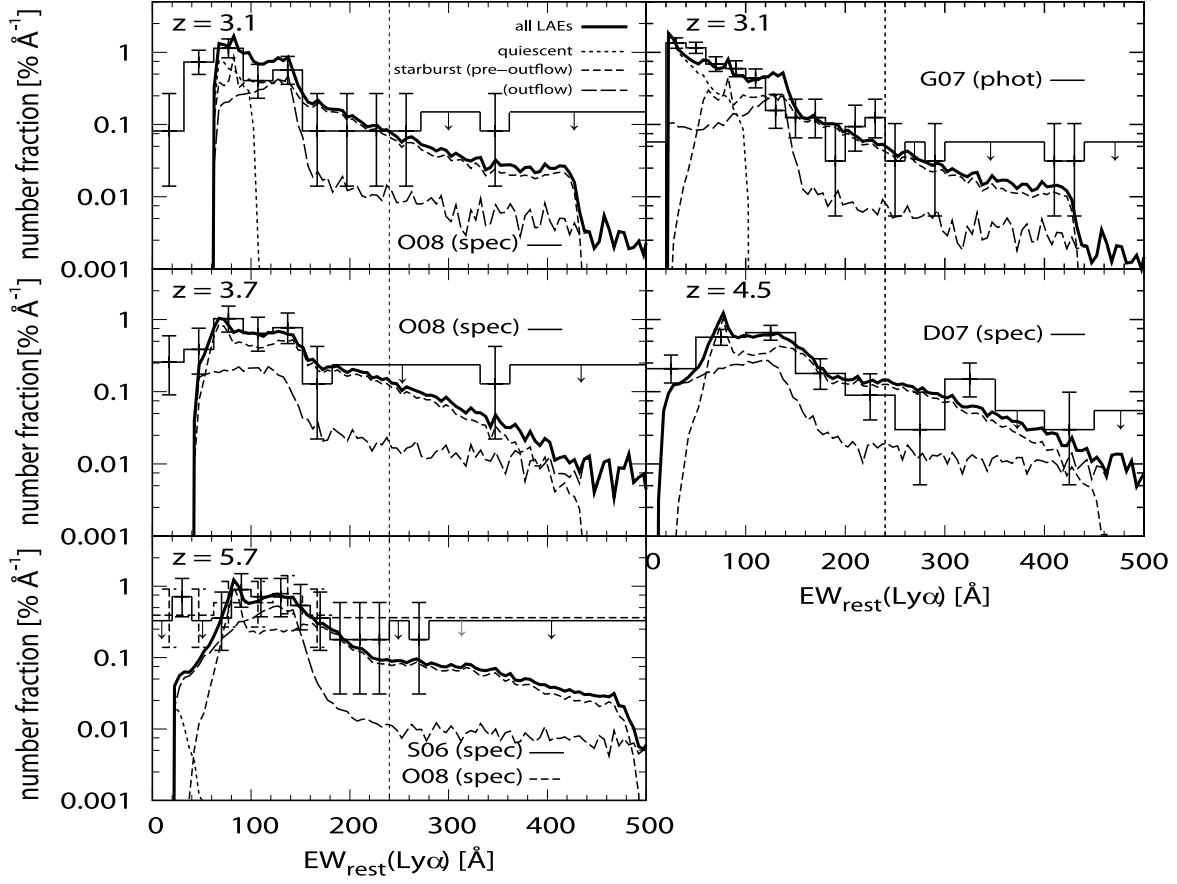 z = 3.1
all LAEs
quiescent
starburst (pre−outflow)
(outflow)
O08 (spec)
z = 3.1
G07 (phot)
number fraction [% Å-1]
1
0.1
0.01
0.001
z = 3.7
O08 (spec)
z = 4.5
D07 (spec)
number fraction [% Å-1]
1
0.1
0.01
0.001
0 100 200 300 400 500
EWrest(Lyα) [Å]
z = 5.7
S06 (spec)
O08 (spec)
number fraction [% Å-1]
1
0.1
0.01
0.001
0 100 200 300 400 500
EWrest(Lyα) [Å]